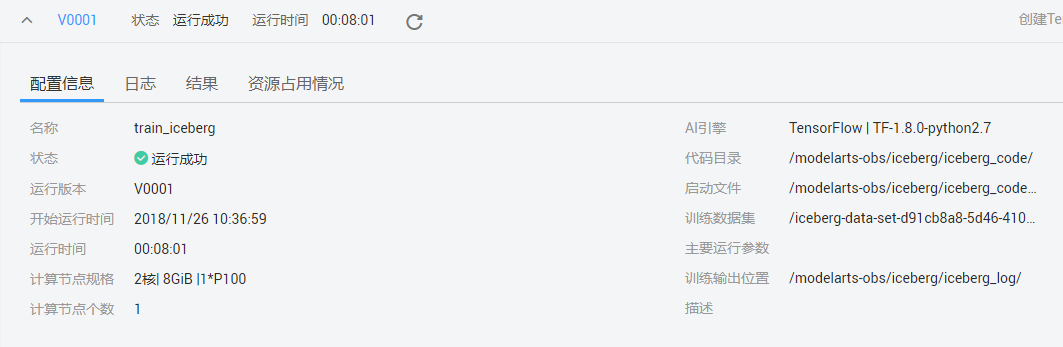 V0001 状态 运行成功 运行时间 00:08:01 创建Te
配置信息 日志 结果 资源占用情况
名称 train_iceberg AI引擎 TensorFlow | TF-1.8.0-python2.7
状态 运行成功 代码目录 /modelarts-obs/iceberg/iceberg_code/
运行版本 V0001 启动文件 /modelarts-obs/iceberg/iceberg_code...
开始运行时间 2018/11/26 10:36:59 训练数据集 /iceberg-data-set-d91cb8a8-5d46-410...
运行时间 00:08:01 主要运行参数
计算节点规格 2核| 8GiB |1*P100 训练输出位置 /modelarts-obs/iceberg/iceberg_log/
计算节点个数 1 描述